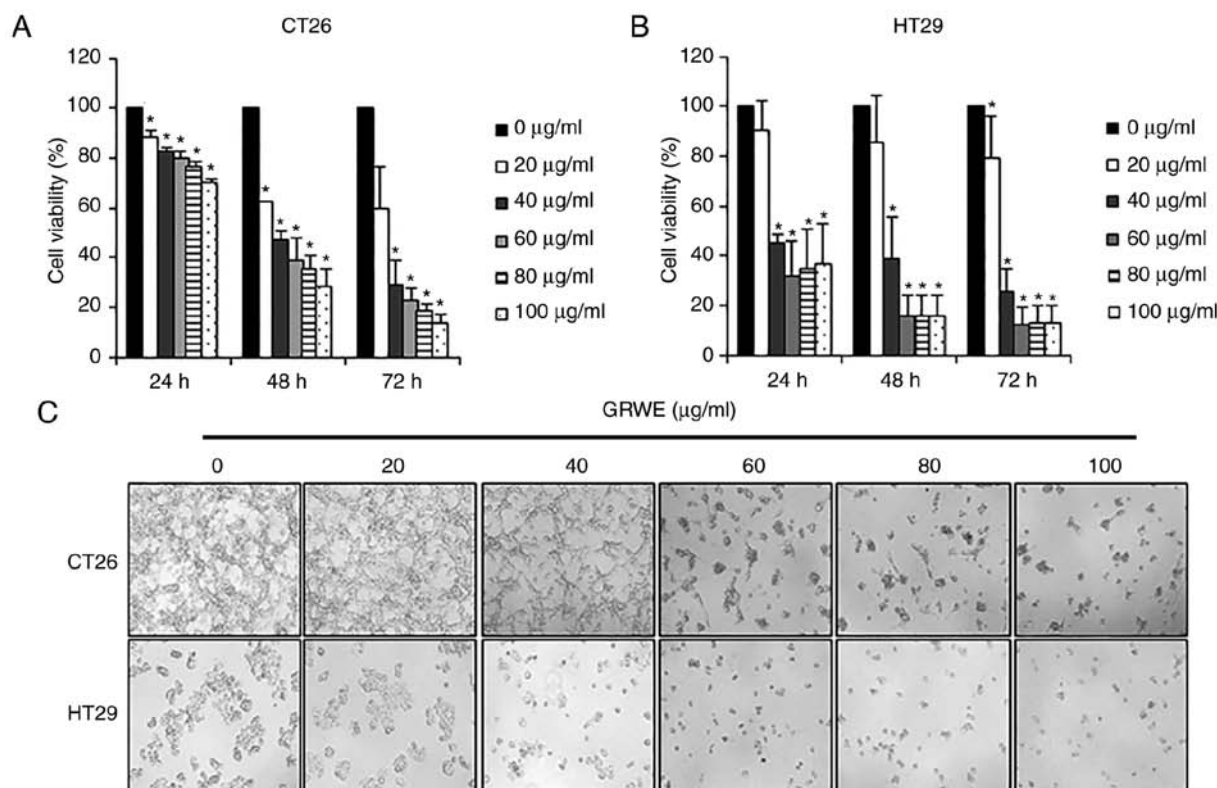 A
CT26
Cell viability (%)
120
100
80
60
40
20
0
* * * * *
* * * * *
* * * *
24 h
48 h
72 h
0 μg/ml
20 μg/ml
40 μg/ml
60 μg/ml
80 μg/ml
100 μg/ml
B
HT29
Cell viability (%)
120
100
80
60
40
20
0
* * * *
* * * *
* * * * *
24 h
48 h
72 h
0 μg/ml
20 μg/ml
40 μg/ml
60 μg/ml
80 μg/ml
100 μg/ml
C
GRWE (μg/ml)
0 20 40 60 80 100
CT26
HT29